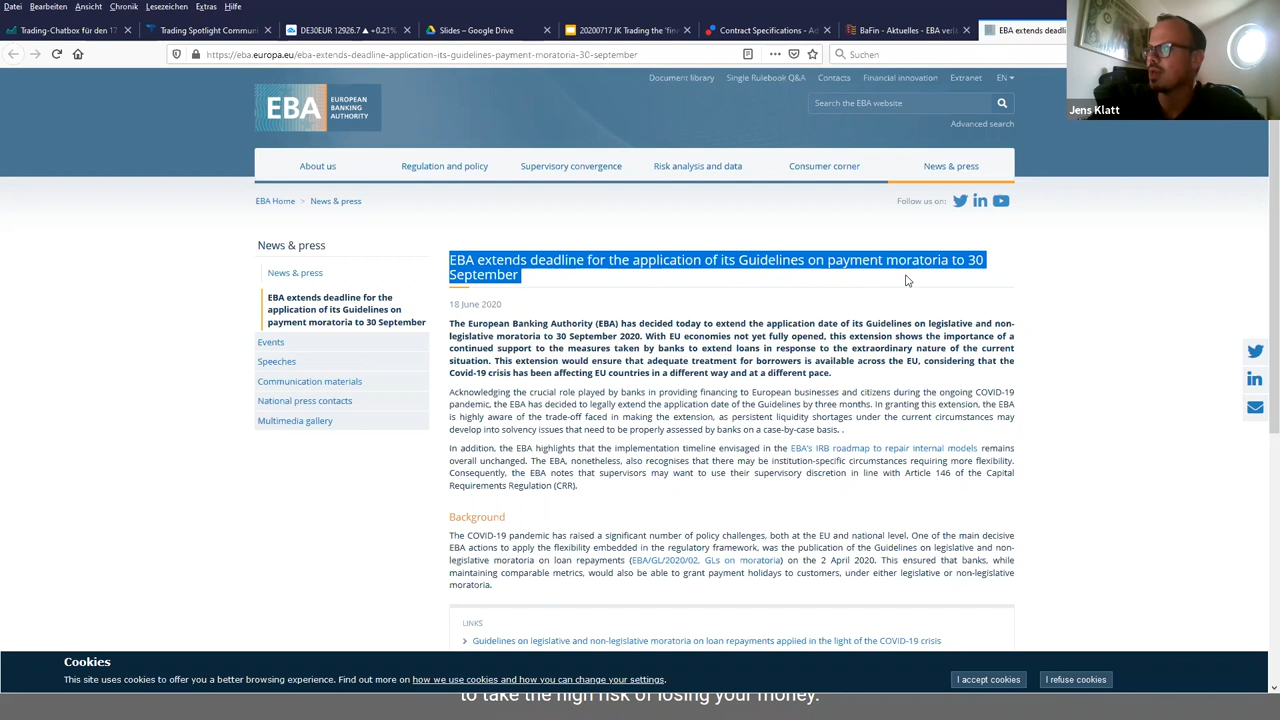 Datei Bearbeiten Ansicht Chronik Lesezeichen Extras Hilfe
Trading-Chatbox für den 17
Trading Spotlight Commun
DE30EUR 12926.7 ▲ +0.21%
Slides – Google Drive
20200717 JK Trading the 'fin
Contract Specifications - Ad
BaFin - Aktuelles - EBA verl
EBA extends deadli
https://eba.europa.eu/eba-extends-deadline-application-its-guidelines-payment-moratoria-30-september
Suchen
Jens Klatt
Document library Single Rulebook Q&A Contacts Financial innovation Extranet EN
EBA EUROPEAN
BANKING
AUTHORITY
Search the EBA website
Advanced search
About us Regulation and policy Supervisory convergence Risk analysis and data Consumer corner News & press
EBA Home > News & press
Follow us on:
News & press
News & press
EBA extends deadline for the
application of its Guidelines on
payment moratoria to 30 September
Events
Speeches
Communication materials
National press contacts
Multimedia gallery
EBA extends deadline for the application of its Guidelines on payment moratoria to 30
September
18 June 2020
The European Banking Authority (EBA) has decided today to extend the application date of its Guidelines on legislative and non-
legislative moratoria to 30 September 2020. With EU economies not yet fully opened, this extension shows the importance of a
continued support to the measures taken by banks to extend loans in response to the extraordinary nature of the current
situation. This extension would ensure that adequate treatment for borrowers is available across the EU, considering that the
Covid-19 crisis has been affecting EU countries in a different way and at a different pace.
Acknowledging the crucial role played by banks in providing financing to European businesses and citizens during the ongoing COVID-19
pandemic, the EBA has decided to legally extend the application date of the Guidelines by three months. In granting this extension, the EBA
is highly aware of the trade-off faced in making the extension, as persistent liquidity shortages under the current circumstances may
develop into solvency issues that need to be properly assessed by banks on a case-by-case basis. .
In addition, the EBA highlights that the implementation timeline envisaged in the EBA's IRB roadmap to repair internal models remains
overall unchanged. The EBA, nonetheless, also recognises that there may be institution-specific circumstances requiring more flexibility.
Consequently, the EBA notes that supervisors may want to use their supervisory discretion in line with Article 146 of the Capital
Requirements Regulation (CRR).
Background
The COVID-19 pandemic has raised a significant number of policy challenges, both at the EU and national level. One of the main decisive
EBA actions to apply the flexibility embedded in the regulatory framework, was the publication of the Guidelines on legislative and non-
legislative moratoria on loan repayments (EBA/GL/2020/02, GLs on moratoria) on the 2 April 2020. This ensured that banks, while
maintaining comparable metrics, would also be able to grant payment holidays to customers, under either legislative or non-legislative
moratoria.
LINKS
Guidelines on legislative and non-legislative moratoria on loan repayments applied in the light of the COVID-19 crisis
Cookies
This site uses cookies to offer you a better browsing experience. Find out more on how we use cookies and how you can change your settings.
I accept cookies I refuse cookies
to take the high risk of losing your money.